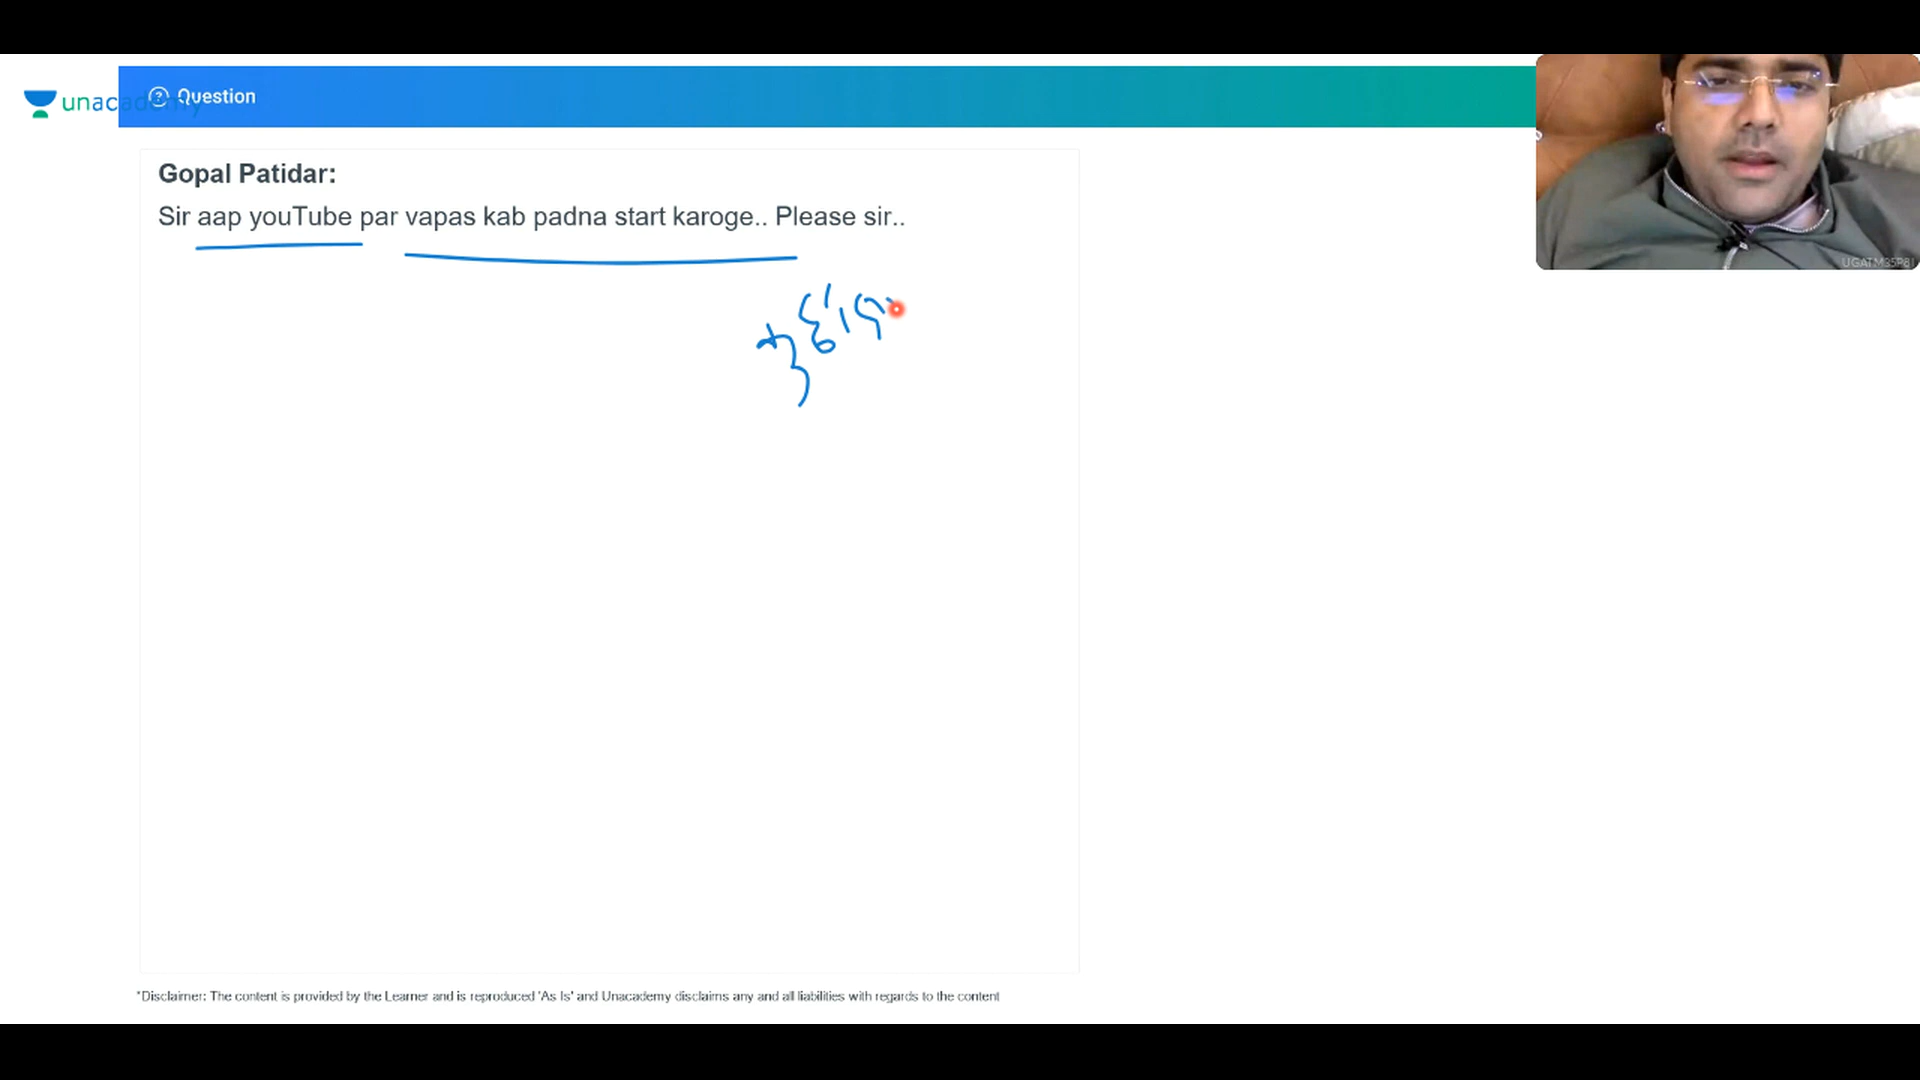 unacademy
Question
Gopal Patidar:
Sir aap youTube par vapas kab padna start karoge.. Please sir..
UGATM35P8I
*Disclaimer: The content is provided by the Learner and is reproduced 'As Is' and Unacademy disclaims any and all liabilities with regards to the content